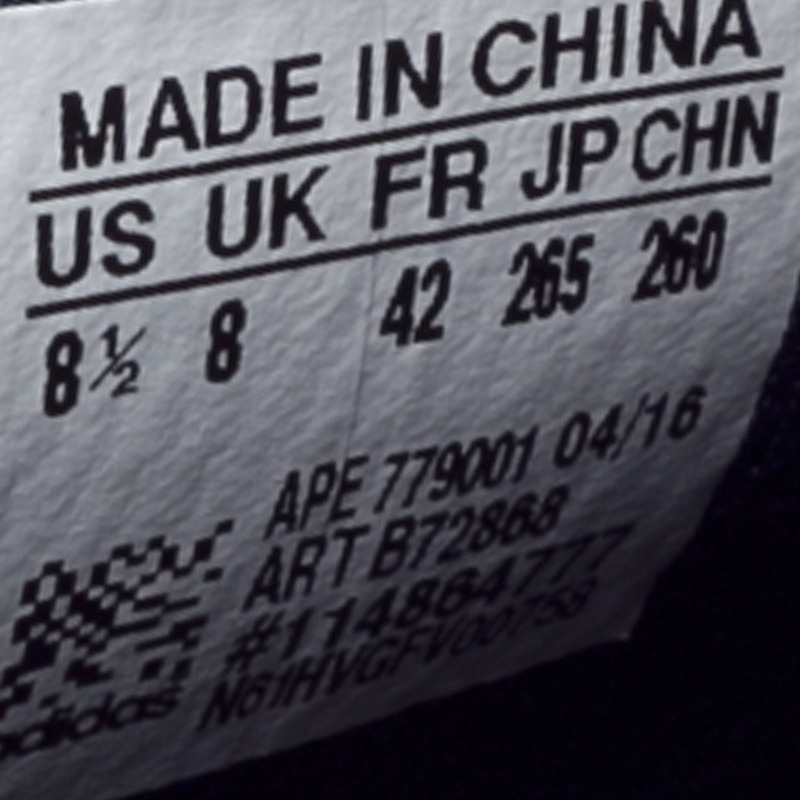 MADE IN CHINA
US UK FR JP CHN
8½ 8 42 265 260
APE 779001 04/16
ART B72868
#114864777
N61HVGFV00758
adidas